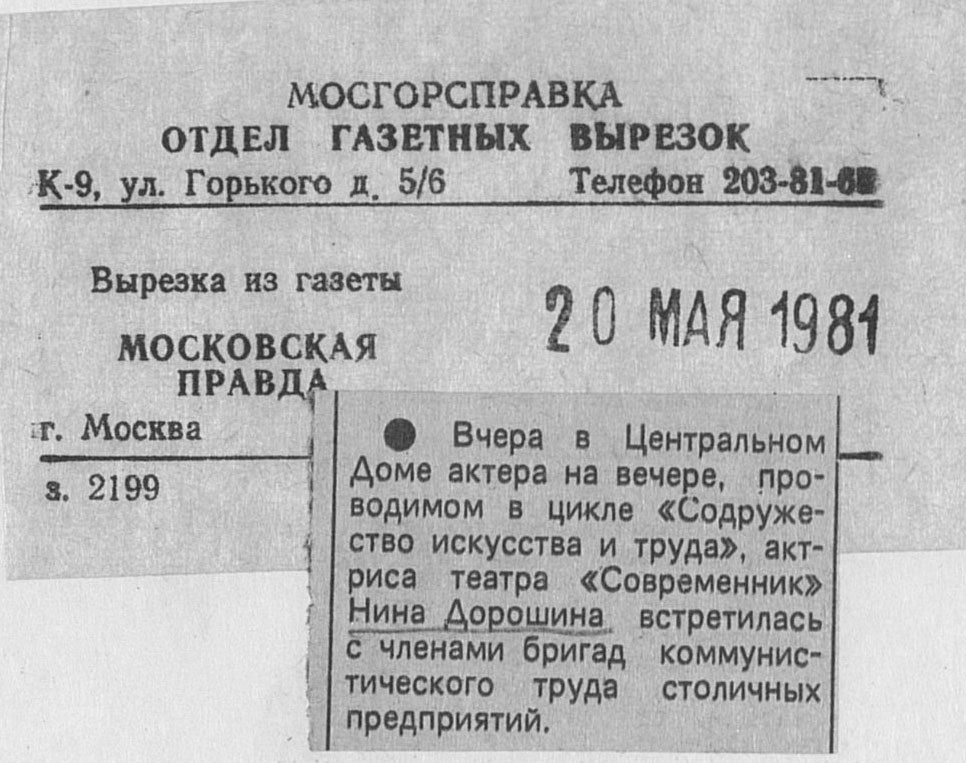 МОСГОРСПРАВКА
ОТДЕЛ ГАЗЕТНЫХ ВЫРЕЗОК
К-9, ул. Горького д. 5/6 Телефон 203-81-
Вырезка из газеты
20 МАЯ 1981
МОСКОВСКАЯ
ПРАВДА
г. Москва
з. 2199
● Вчера в Центральном
Доме актера на вечере, про-
водимом в цикле «Содруже-
ство искусства и труда», акт-
риса театра «Современник»
Нина Дорошина встретилась
с членами бригад коммунис-
тического труда столичных
предприятий.